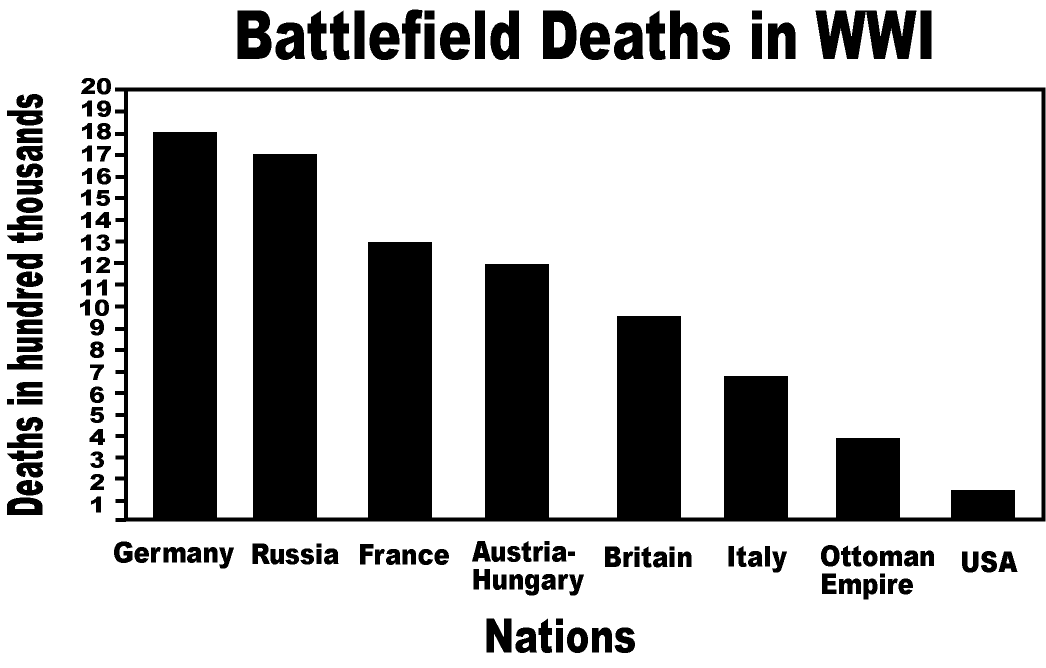 Battlefield Deaths in WWI
Deaths in hundred thousands
20
19
18
17
16
15
14
13
12
11
10
9
8
7
6
5
4
3
2
1
Germany
Russia
France
Austria-
Hungary
Britain
Italy
Ottoman
Empire
USA
Nations